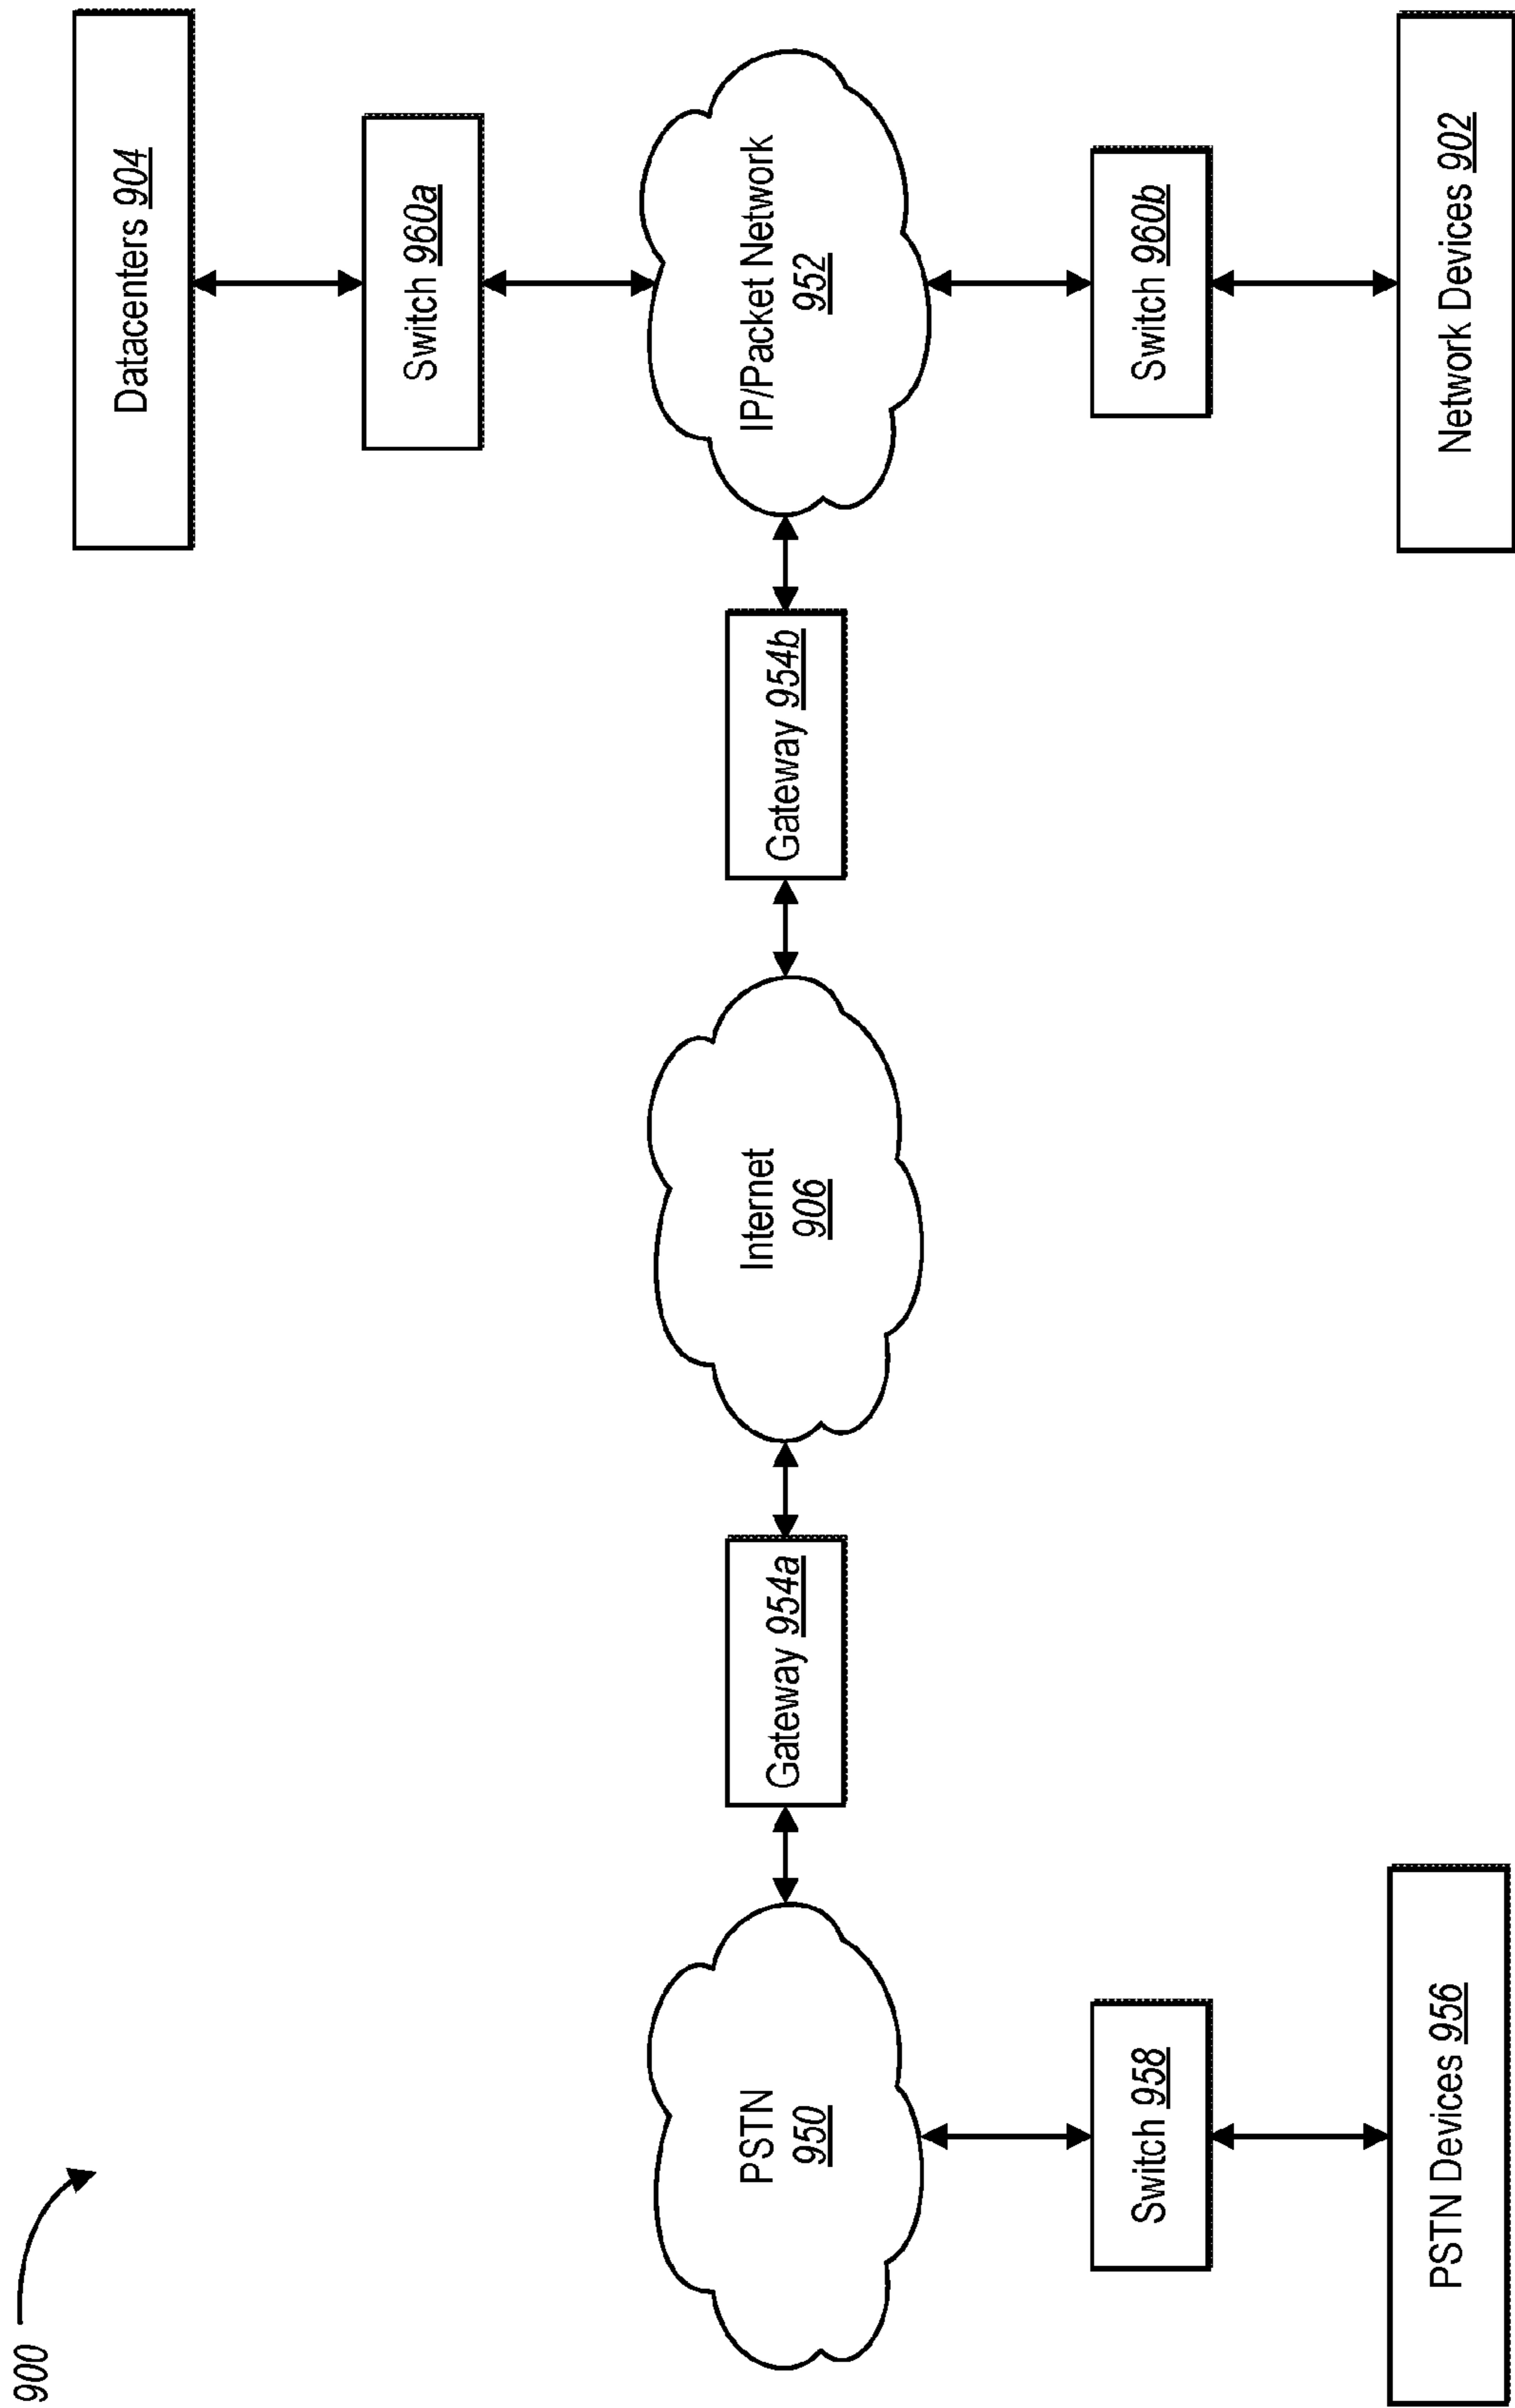 900
Datacenters 904
Switch 960a
PSTN
950
Gateway 954a
Internet
906
Gateway 954b
IP/Packet Network
952
Switch 958
Switch 960b
PSTN Devices 956
Network Devices 902